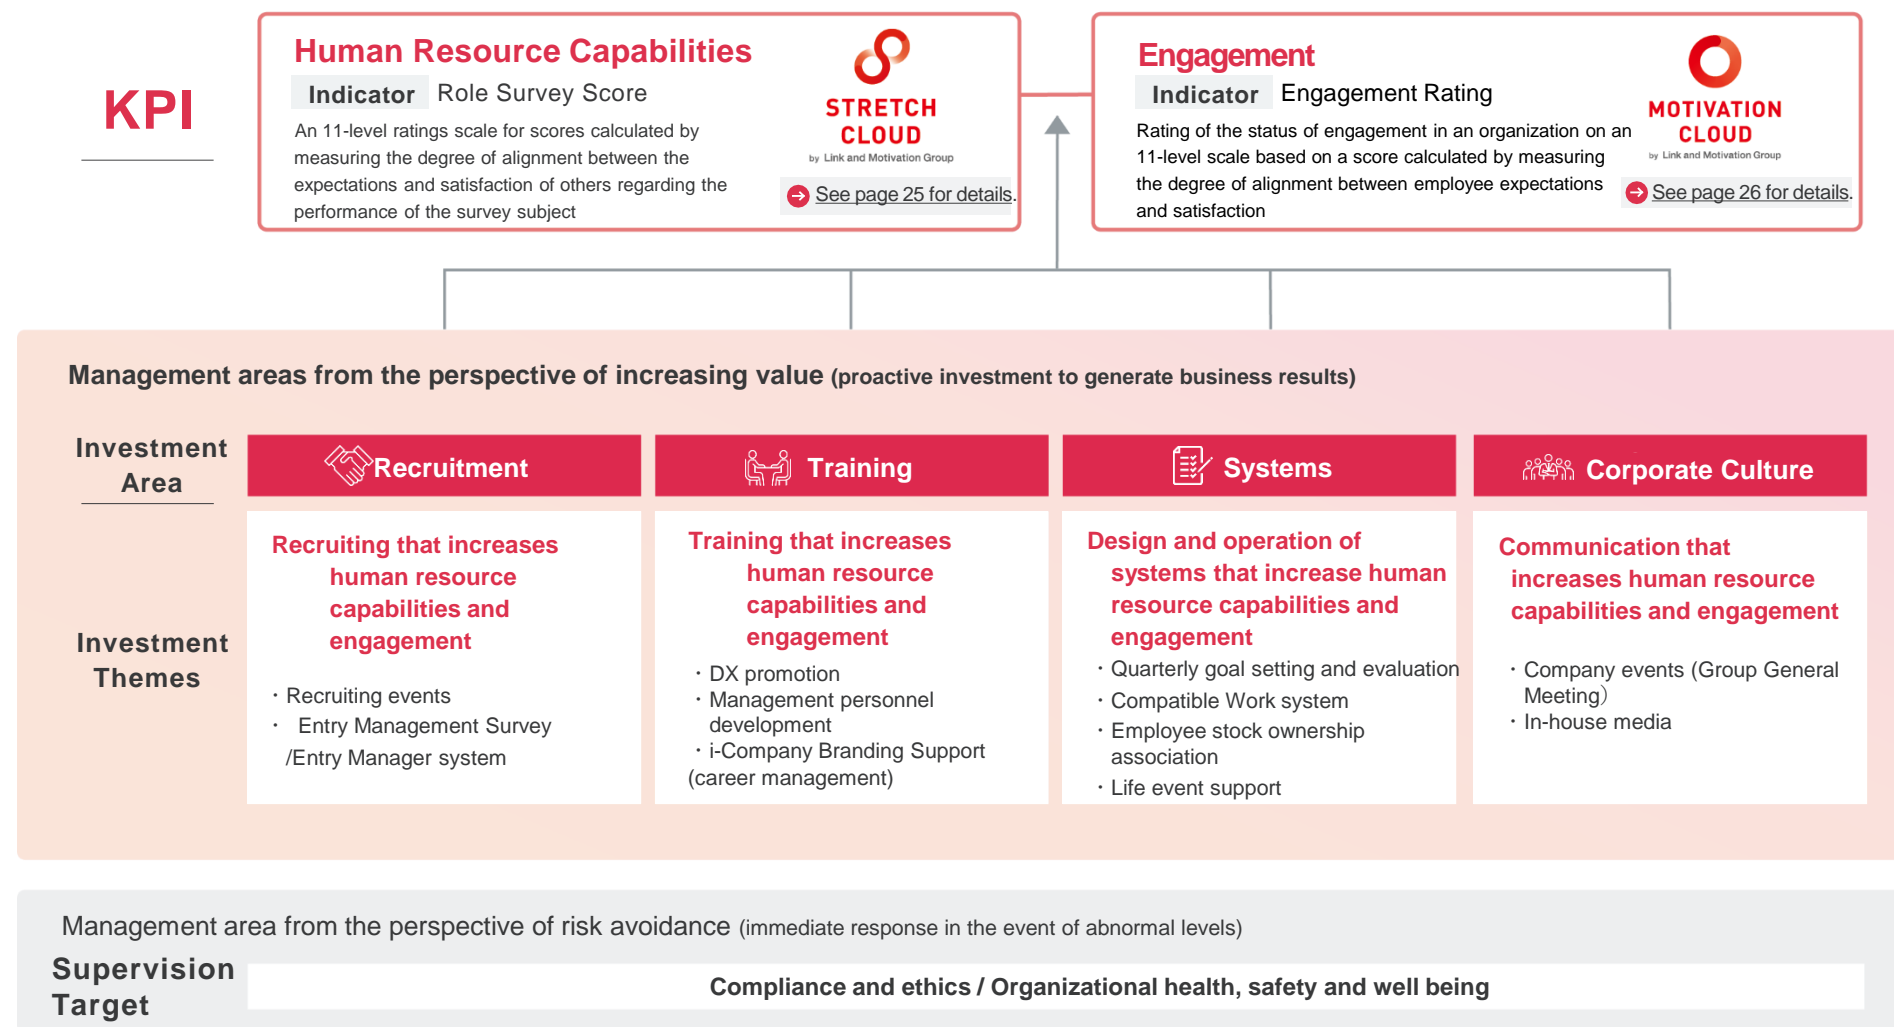 KPI
Human Resource Capabilities
Indicator Role Survey Score
An 11-level ratings scale for scores calculated by
measuring the degree of alignment between the
expectations and satisfaction of others regarding the
performance of the survey subject
STRETCH
CLOUD
by Link and Motivation Group
See page 25 for details.
Engagement
Indicator Engagement Rating
Rating of the status of engagement in an organization on an
11-level scale based on a score calculated by measuring
the degree of alignment between employee expectations
and satisfaction
MOTIVATION
CLOUD
by Link and Motivation Group
See page 26 for details.
Management areas from the perspective of increasing value (proactive investment to generate business results)
Investment
Area
Recruitment
Training
Systems
Corporate Culture
Investment
Themes
Recruiting that increases
human resource
capabilities and
engagement
・Recruiting events
・ Entry Management Survey
/Entry Manager system
Training that increases
human resource
capabilities and
engagement
・DX promotion
・Management personnel
development
・i-Company Branding Support
(career management)
Design and operation of
systems that increase human
resource capabilities and
engagement
・Quarterly goal setting and evaluation
・Compatible Work system
・Employee stock ownership
association
・Life event support
Communication that
increases human resource
capabilities and engagement
・Company events (Group General
Meeting）
・In-house media
Management area from the perspective of risk avoidance (immediate response in the event of abnormal levels)
Supervision
Target
Compliance and ethics / Organizational health, safety and well being